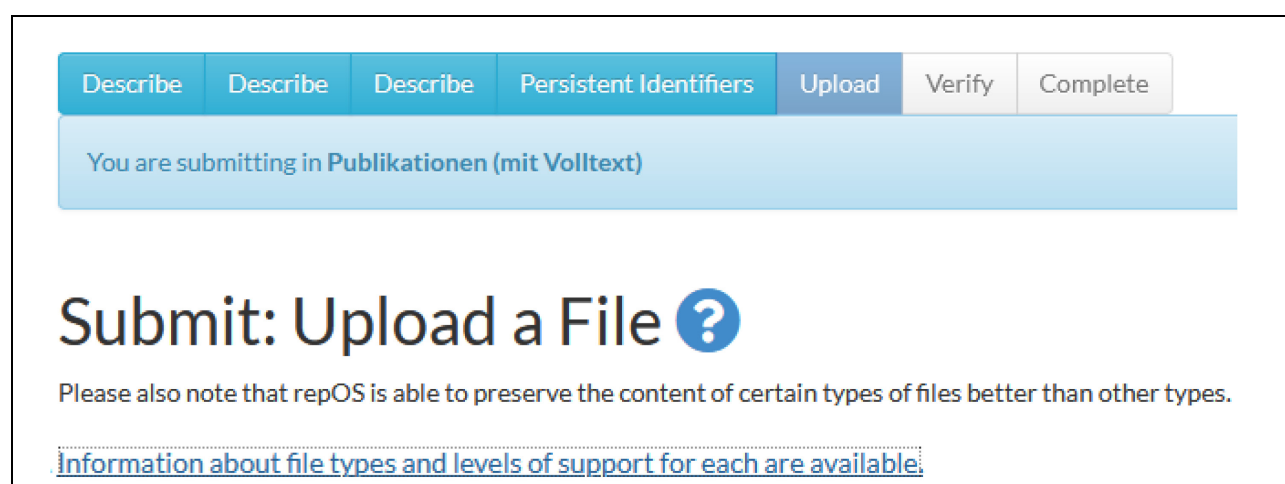 Describe Describe Describe Persistent Identifiers Upload Verify Complete
You are submitting in Publikationen (mit Volltext)
Submit: Upload a File ?
Please also note that repOS is able to preserve the content of certain types of files better than other types.
Information about file types and levels of support for each are available.